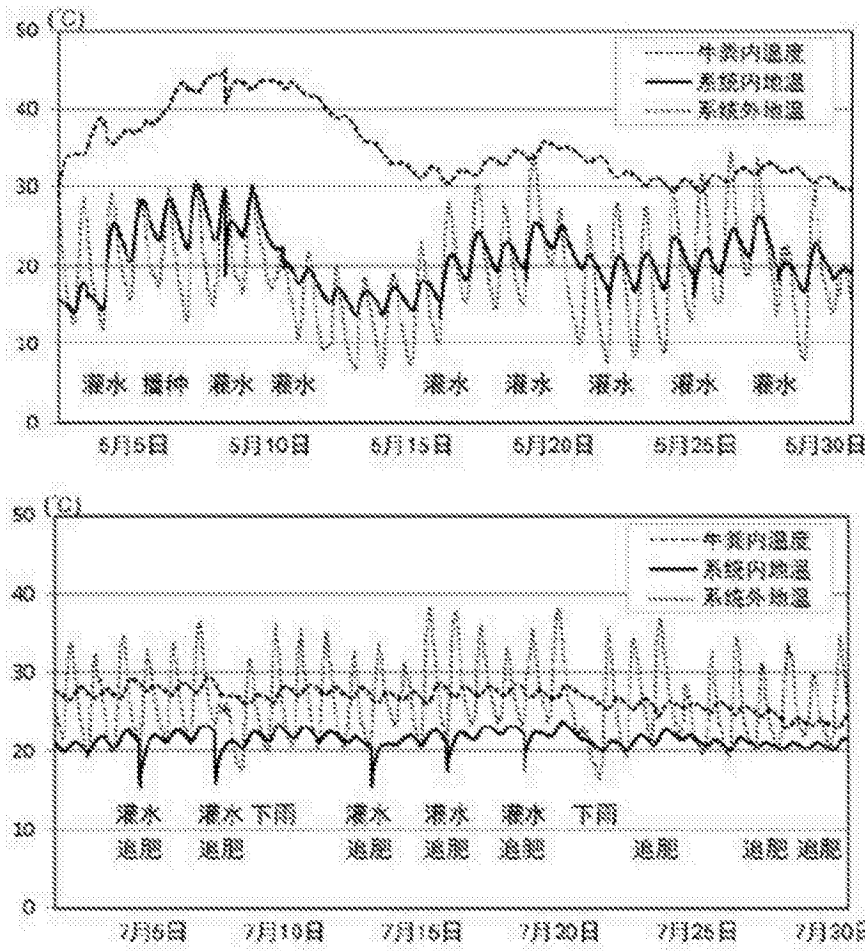 50 (℃)
牛粪内温度
系统内地温
系统外地温
40
30
20
10
灌水 播种 灌水 灌水 灌水 灌水 灌水 灌水 灌水
0
5月5日 5月10日 5月15日 5月20日 5月25日 5月30日
50 (℃)
牛粪内温度
系统内地温
系统外地温
40
30
20
灌水 灌水 下雨 灌水 灌水 灌水 下雨
10
追肥 追肥 追肥 追肥 追肥 追肥 追肥 追肥
0
7月5日 7月10日 7月15日 7月20日 7月25日 7月30日